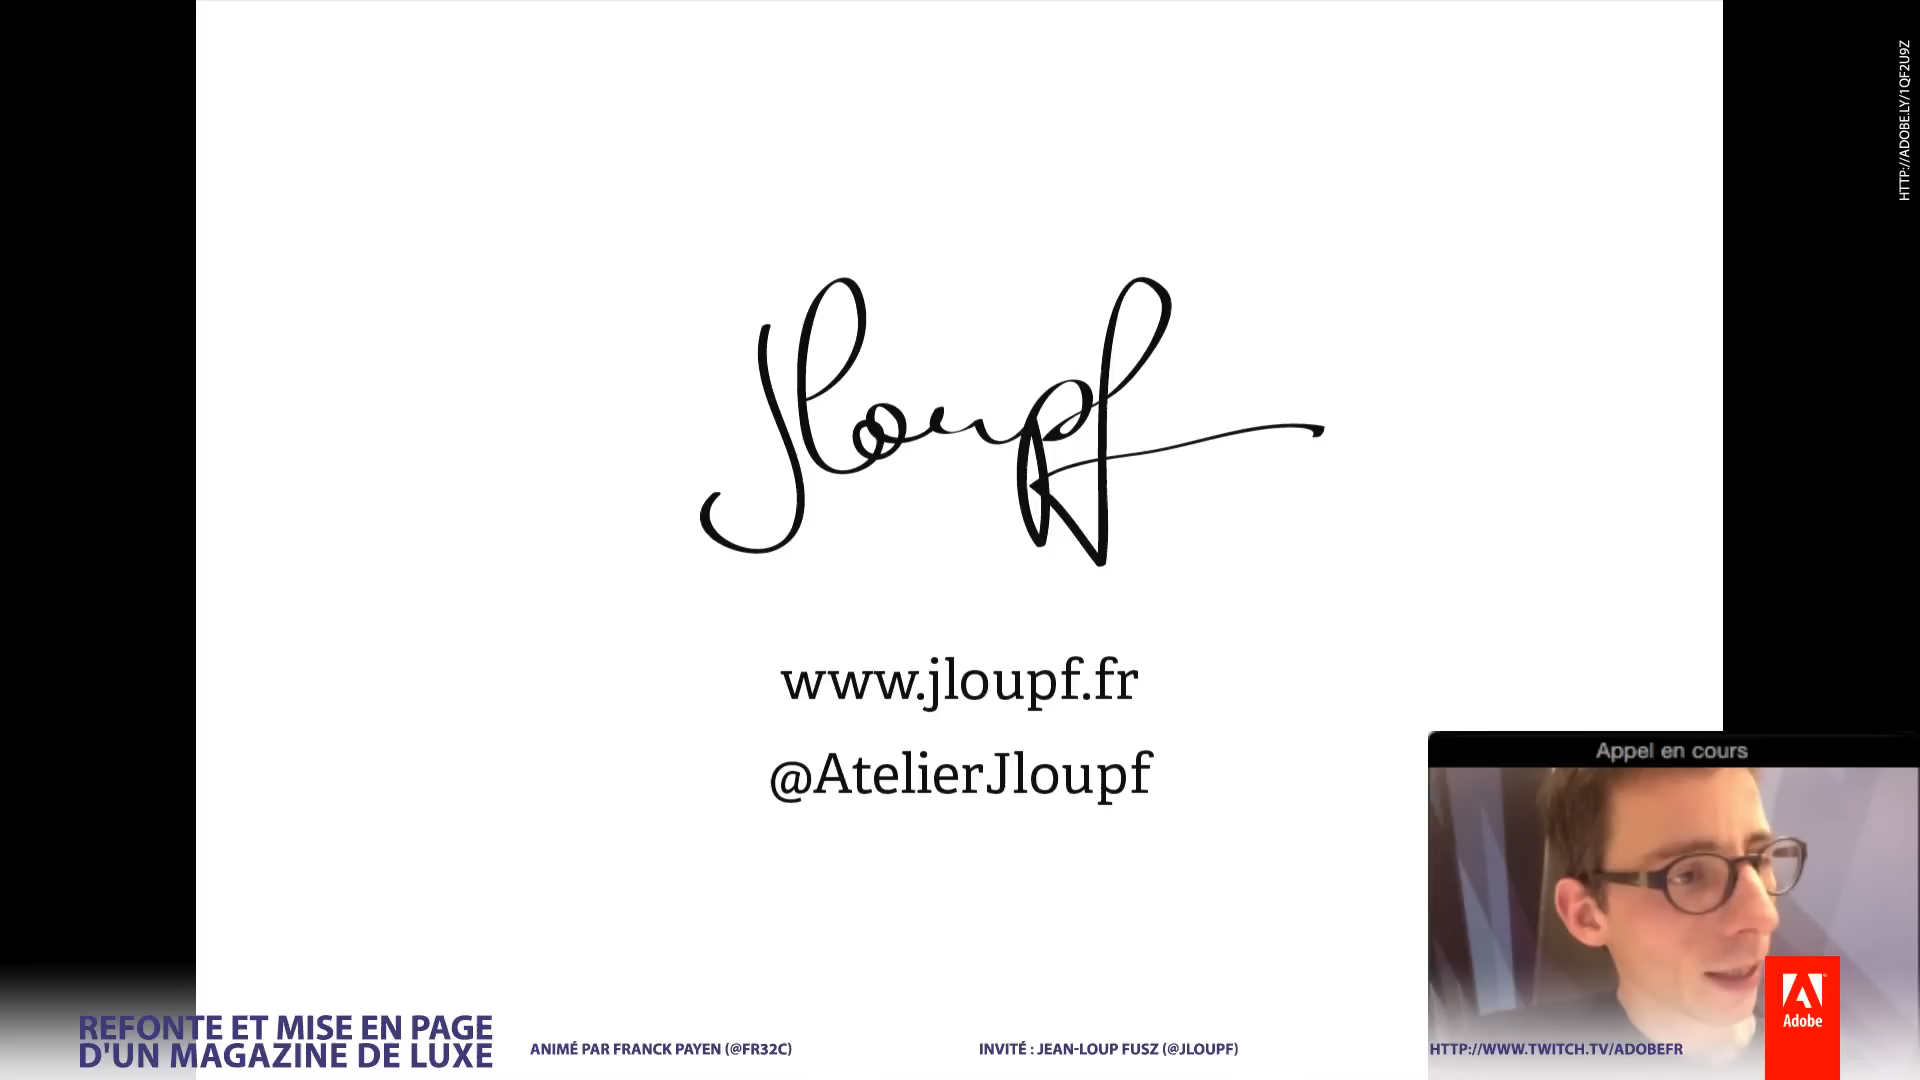 HTTP://ADOBE.LY/1QF2U9Z
Jloupf
www.jloupf.fr
@AtelierJloupf
Appel en cours
Adobe
REFONTE ET MISE EN PAGE
D'UN MAGAZINE DE LUXE
ANIMÉ PAR FRANCK PAYEN (@FR32C)
INVITÉ : JEAN-LOUP FUSZ (@JLOUPF)
HTTP://WWW.TWITCH.TV/ADOBEFR